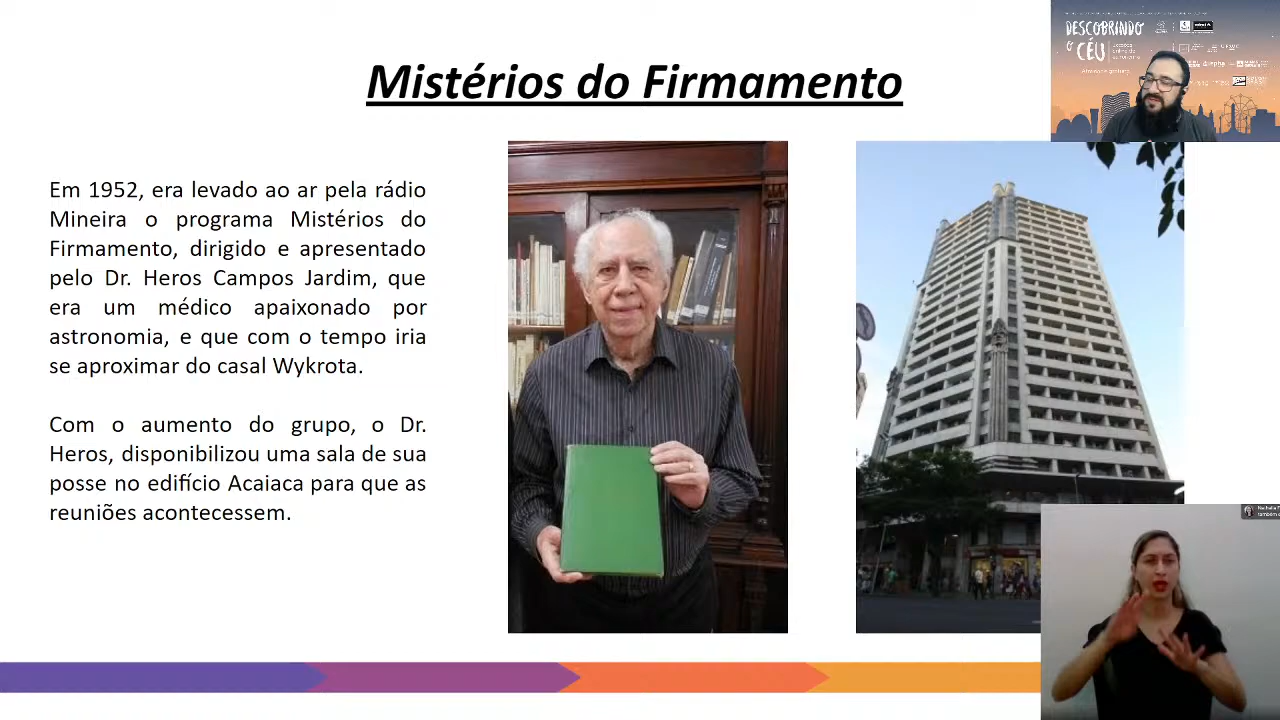 Mistérios do Firmamento
Em 1952, era levado ao ar pela rádio
Mineira o programa Mistérios do
Firmamento, dirigido e apresentado
pelo Dr. Heros Campos Jardim, que
era um médico apaixonado por
astronomia, e que com o tempo iria
se aproximar do casal Wykrota.
Com o aumento do grupo, o Dr.
Heros, disponibilizou uma sala de sua
posse no edifício Acaiaca para que as
reuniões acontecessem.
DESCOBRINDO
O CÉU